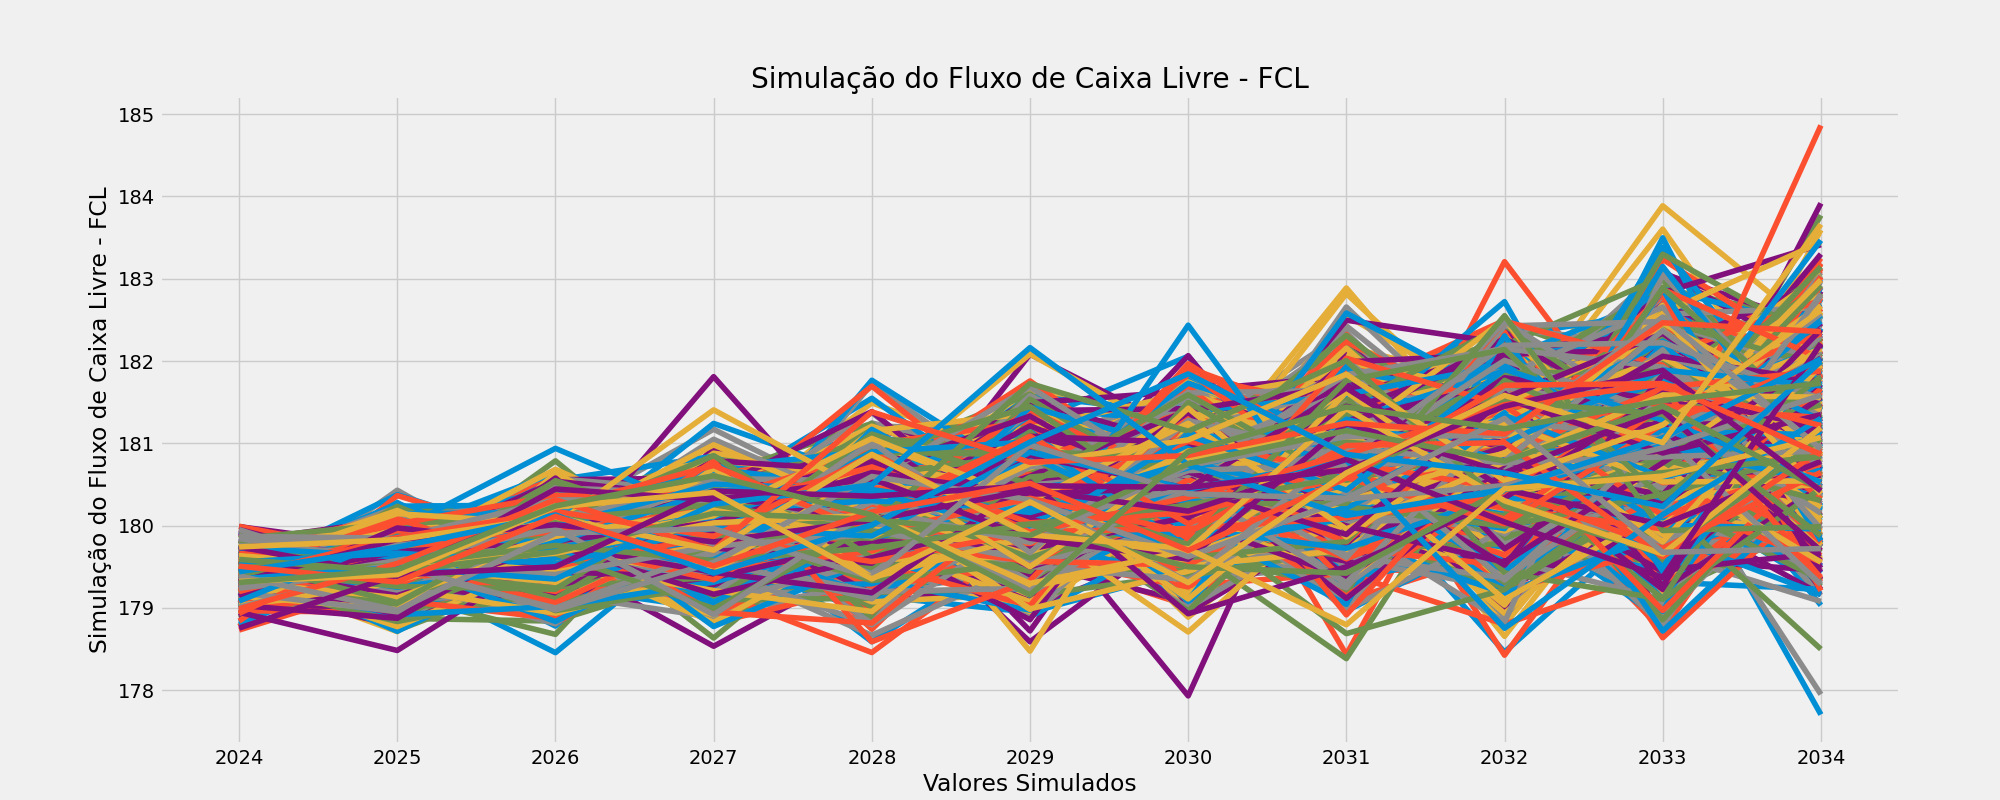 Simulação do Fluxo de Caixa Livre - FCL
Simulação do Fluxo de Caixa Livre - FCL
185
184
183
182
181
180
179
178
2024 2025 2026 2027 2028 2029 2030 2031 2032 2033 2034
Valores Simulados